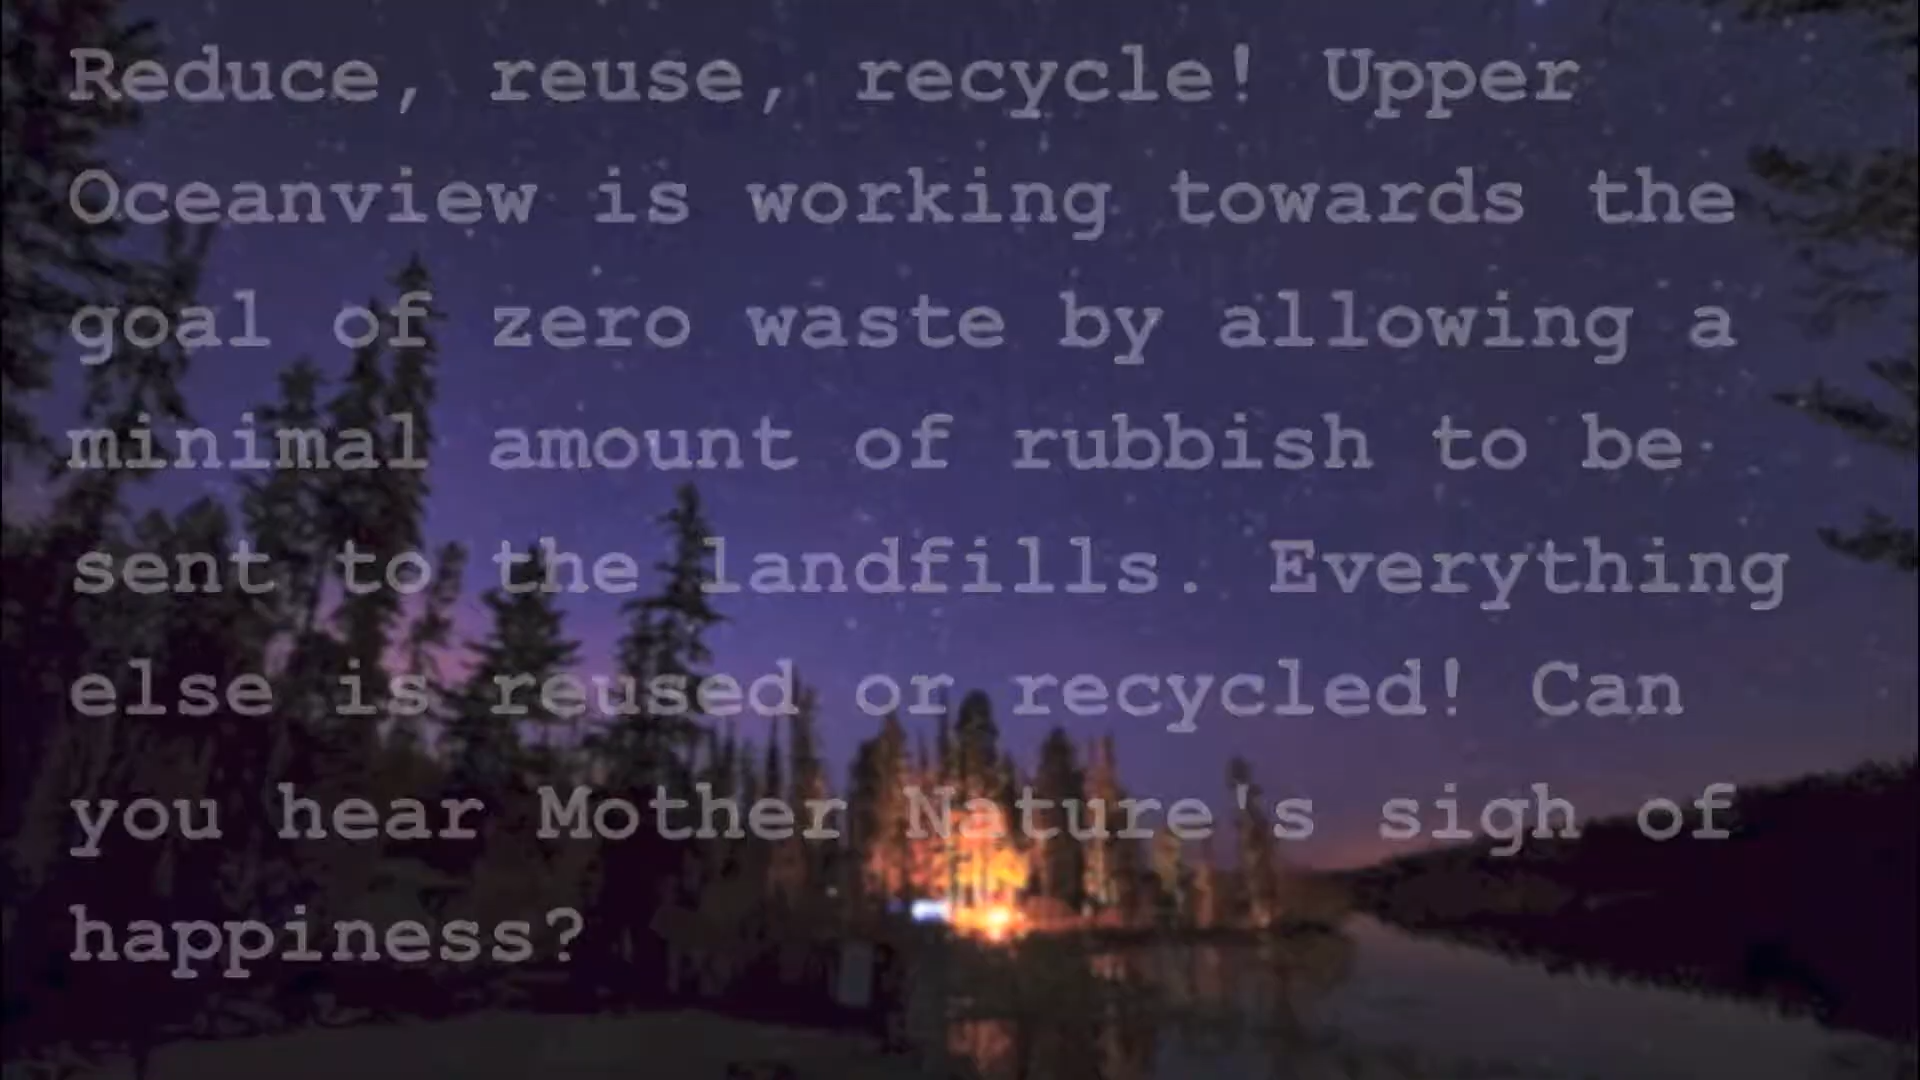 Reduce, reuse, recycle! Upper
Oceanview is working towards the
goal of zero waste by allowing a
minimal amount of rubbish to be
sent to the landfills. Everything
else is reused or recycled! Can
you hear Mother Nature's sigh of
happiness?